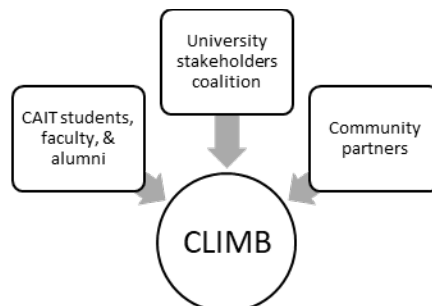 University
stakeholders
coalition
CAIT students,
faculty, &
alumni
Community
partners
CLIMB